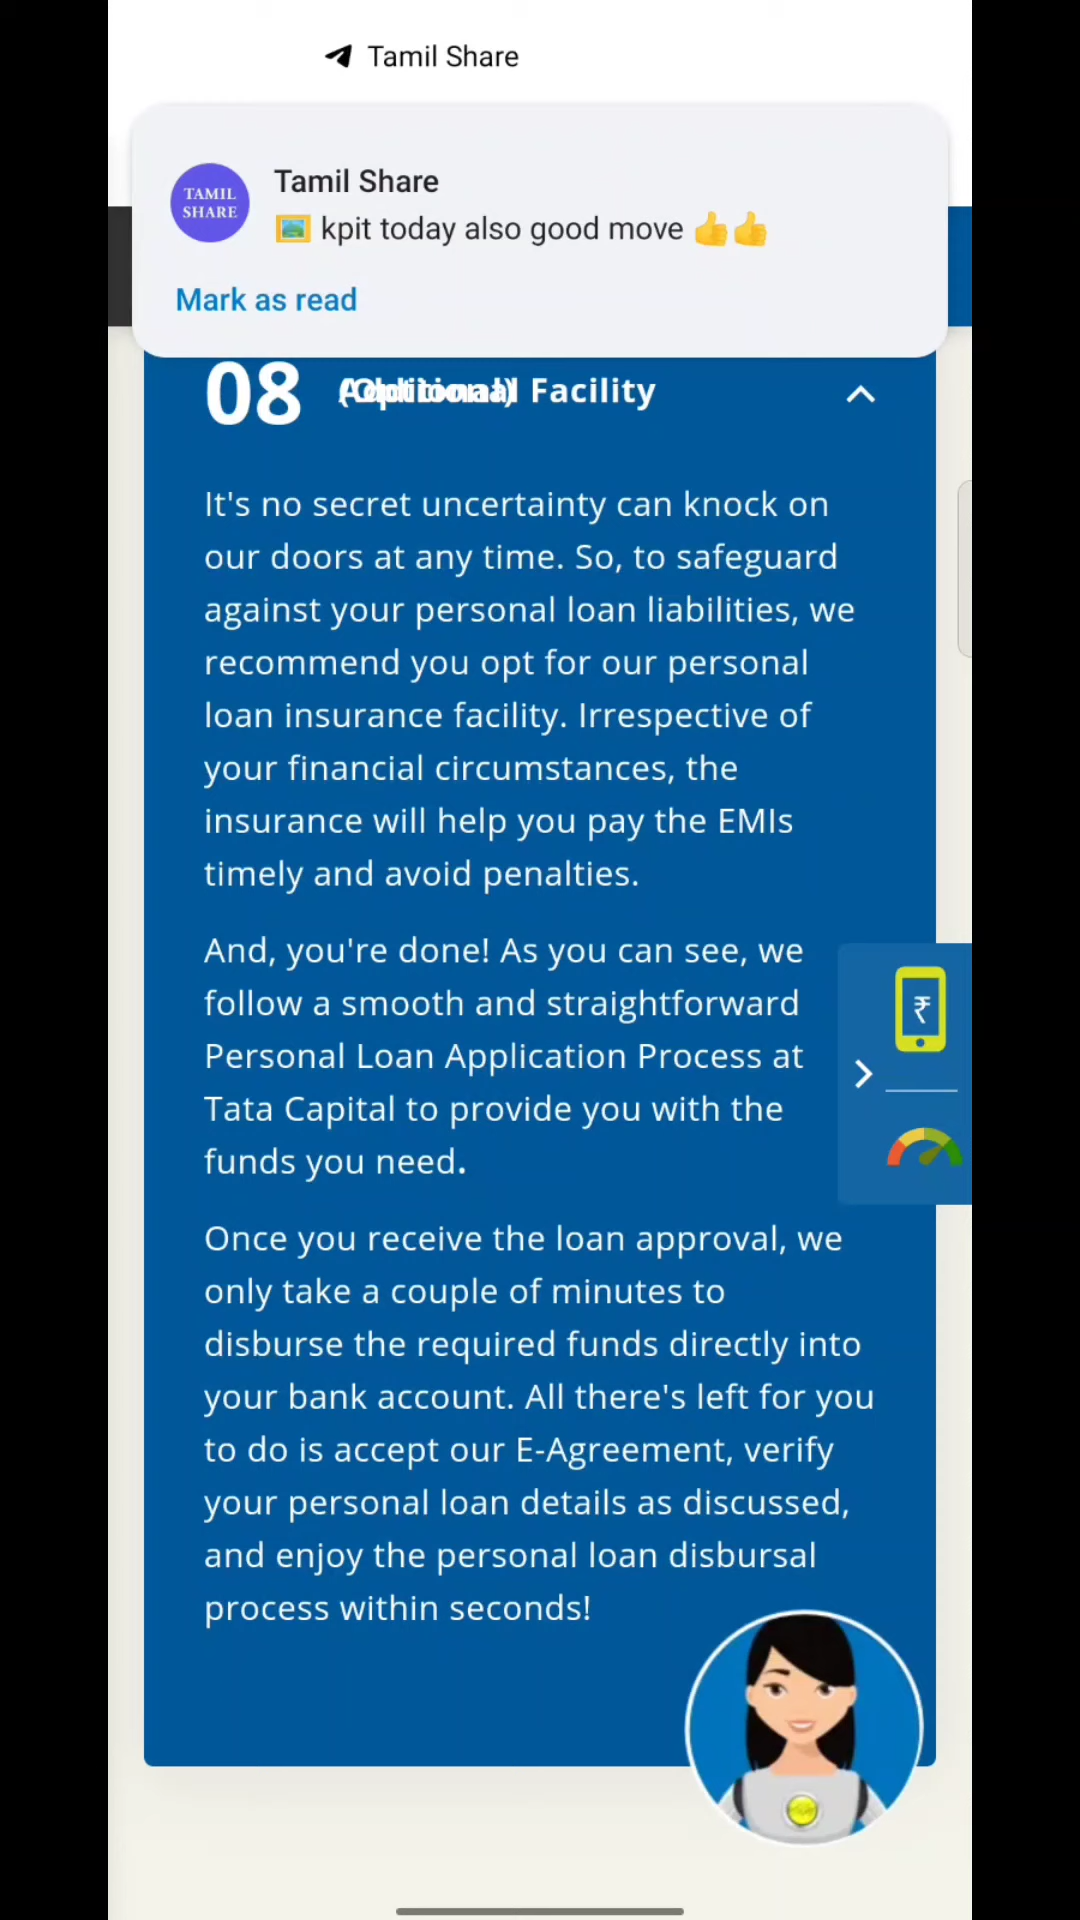 Tamil Share
TAMIL
SHARE
Tamil Share
kpit today also good move 👍👍
Mark as read
08
Facility
It's no secret uncertainty can knock on
our doors at any time. So, to safeguard
against your personal loan liabilities, we
recommend you opt for our personal
loan insurance facility. Irrespective of
your financial circumstances, the
insurance will help you pay the EMIs
timely and avoid penalties.
And, you're done! As you can see, we
follow a smooth and straightforward
Personal Loan Application Process at
Tata Capital to provide you with the
funds you need.
Once you receive the loan approval, we
only take a couple of minutes to
disburse the required funds directly into
your bank account. All there's left for you
to do is accept our E-Agreement, verify
your personal loan details as discussed,
and enjoy the personal loan disbursal
process within seconds!
₹